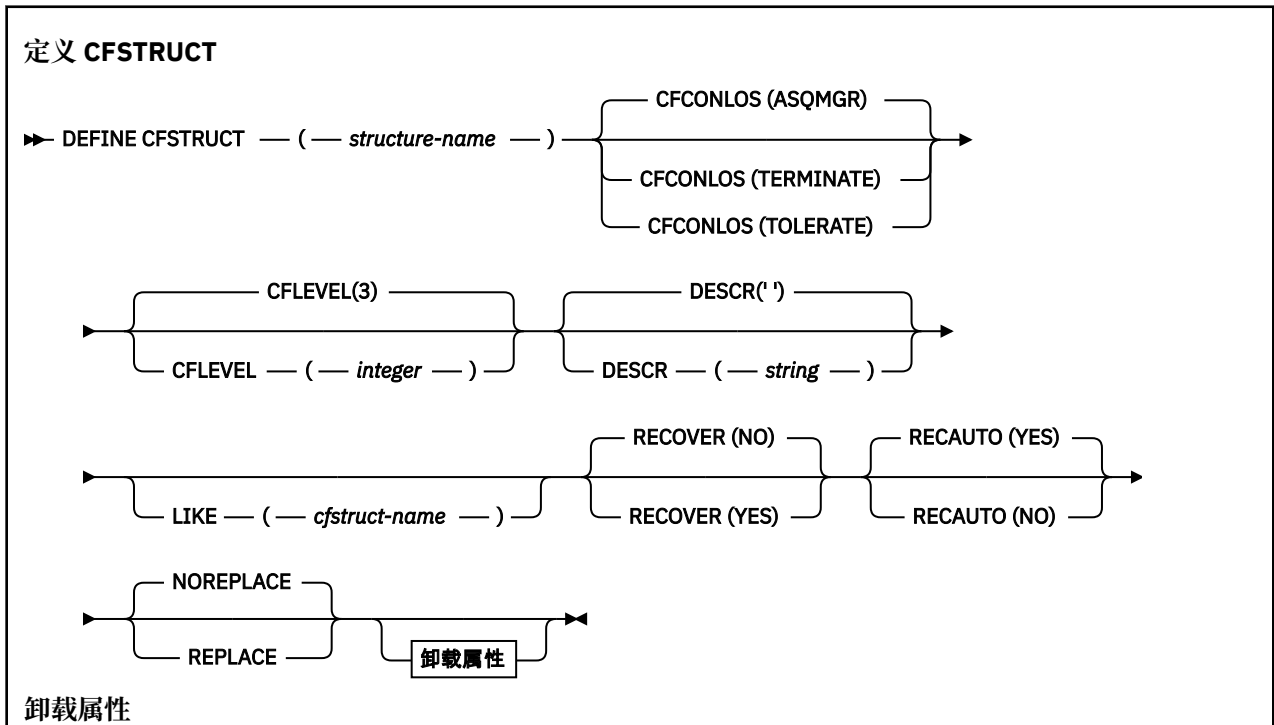 定义 CFSTRUCT
CFCONLOS (ASQMGR)
DEFINE CFSTRUCT ( structure-name )
CFCONLOS (TERMINATE)
CFCONLOS (TOLERATE)
CFLEVEL(3) DESCR(' ')
CFLEVEL ( integer ) DESCR ( string )
RECOVER (NO) RECAUTO (YES)
LIKE ( cfstruct-name ) RECOVER (YES) RECAUTO (NO)
NOREPLACE
REPLACE 卸载属性
卸载属性